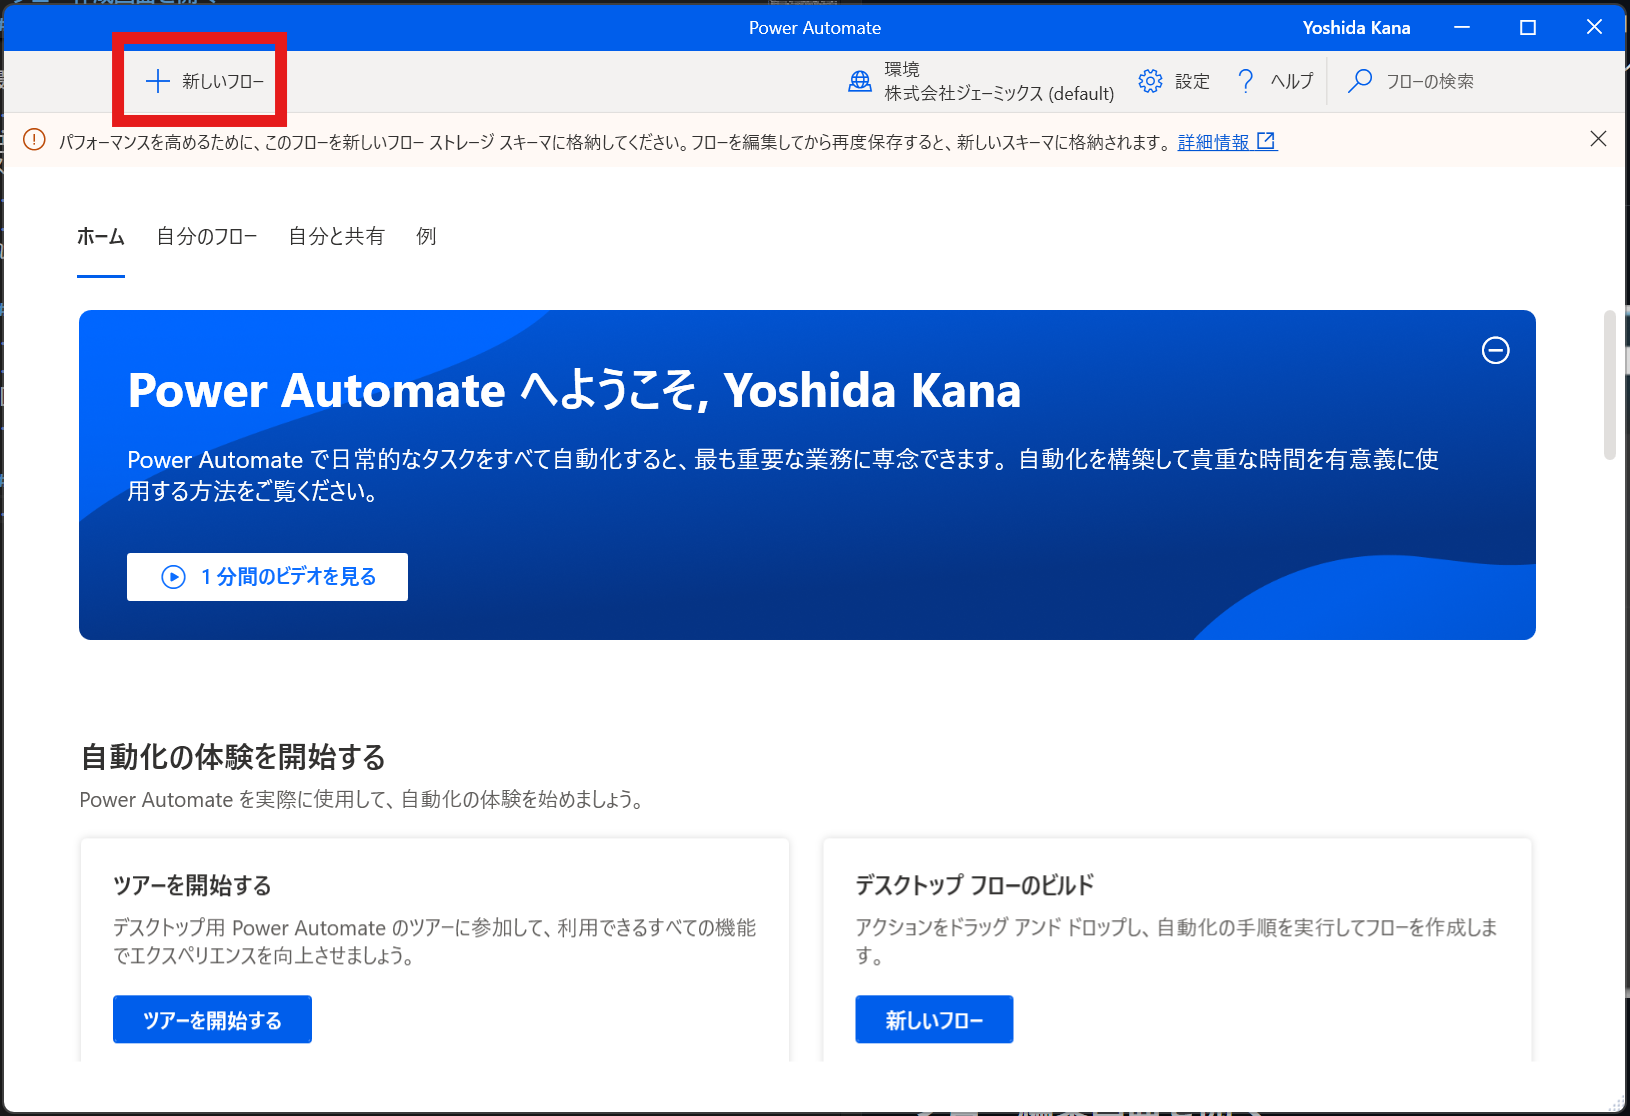 Power Automate
Yoshida Kana
新しいフロー
環境
株式会社ジェーミックス (default)
設定
ヘルプ
フローの検索
パフォーマンスを高めるために、このフローを新しいフロー ストレージ スキーマに格納してください。フローを編集してから再度保存すると、新しいスキーマに格納されます。 詳細情報
ホーム
自分のフロー
自分と共有
例
Power Automate へようこそ, Yoshida Kana
Power Automate で日常的なタスクをすべて自動化すると、最も重要な業務に専念できます。 自動化を構築して貴重な時間を有意義に使
用する方法をご覧ください。
1 分間のビデオを見る
自動化の体験を開始する
Power Automate を実際に使用して、自動化の体験を始めましょう。
ツアーを開始する
デスクトップ用 Power Automate のツアーに参加して、利用できるすべての機能
でエクスペリエンスを向上させましょう。
ツアーを開始する
デスクトップ フローのビルド
アクションをドラッグ アンド ドロップし、自動化の手順を実行してフローを作成しま
す。
新しいフロー